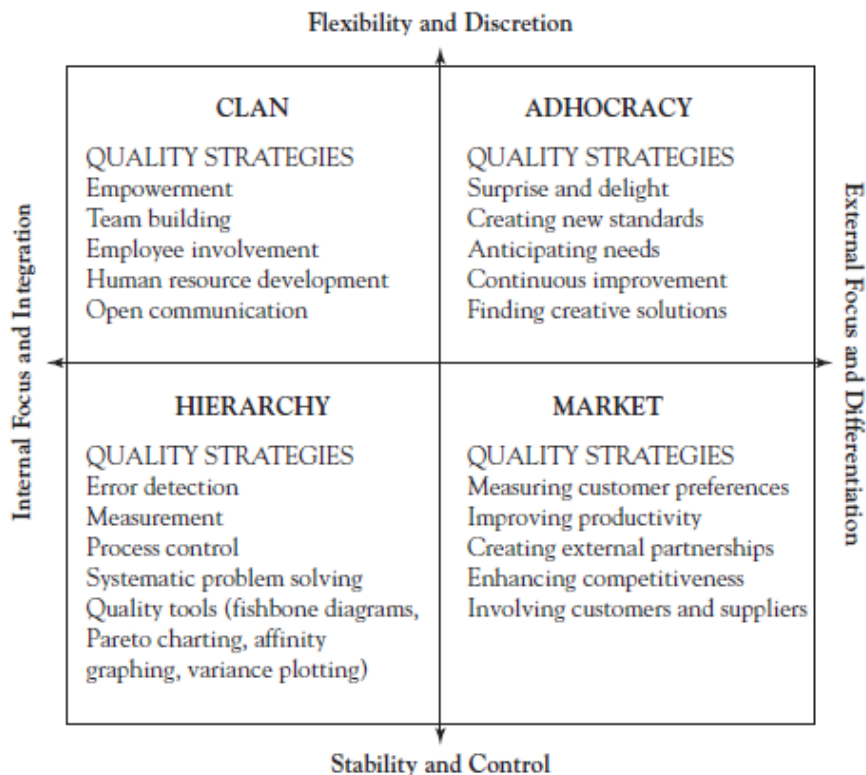 Flexibility and Discretion
CLAN
QUALITY STRATEGIES
Empowerment
Team building
Employee involvement
Human resource development
Open communication
ADHOCRACY
QUALITY STRATEGIES
Surprise and delight
Creating new standards
Anticipating needs
Continuous improvement
Finding creative solutions
Internal Focus and Integration
External Focus and Differentiation
HIERARCHY
QUALITY STRATEGIES
Error detection
Measurement
Process control
Systematic problem solving
Quality tools (fishbone diagrams,
Pareto charting, affinity
graphing, variance plotting)
MARKET
QUALITY STRATEGIES
Measuring customer preferences
Improving productivity
Creating external partnerships
Enhancing competitiveness
Involving customers and suppliers
Stability and Control